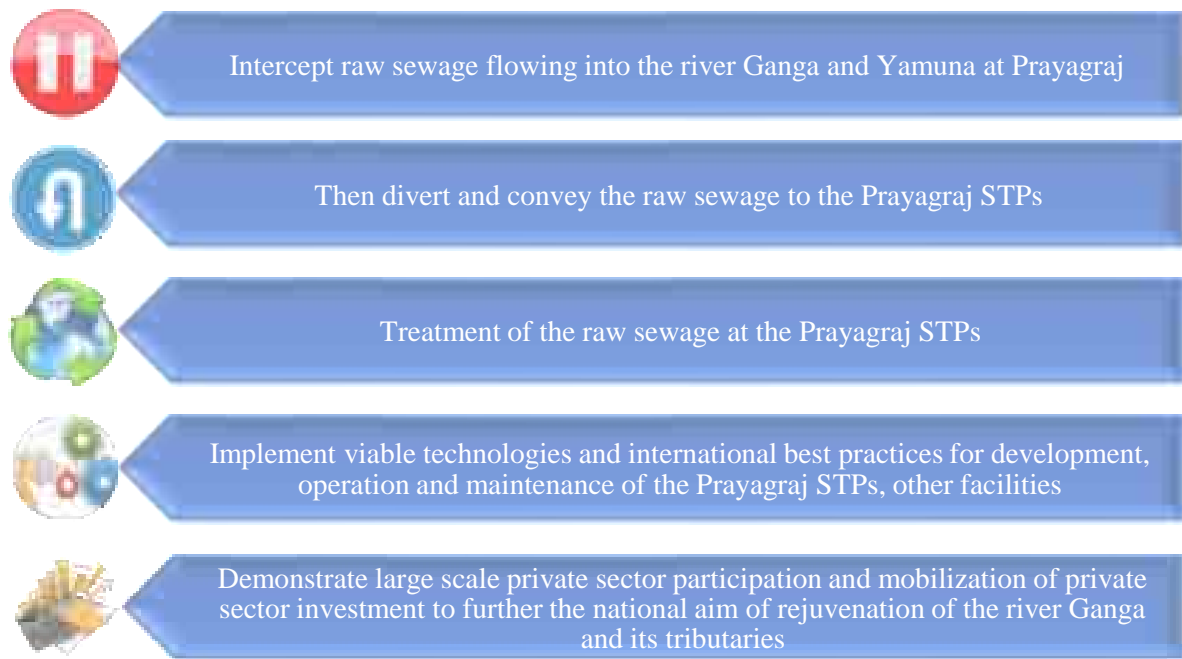 Intercept raw sewage flowing into the river Ganga and Yamuna at Prayagraj
Then divert and convey the raw sewage to the Prayagraj STPs
Treatment of the raw sewage at the Prayagraj STPs
Implement viable technologies and international best practices for development,
operation and maintenance of the Prayagraj STPs, other facilities
Demonstrate large scale private sector participation and mobilization of private
sector investment to further the national aim of rejuvenation of the river Ganga
and its tributaries